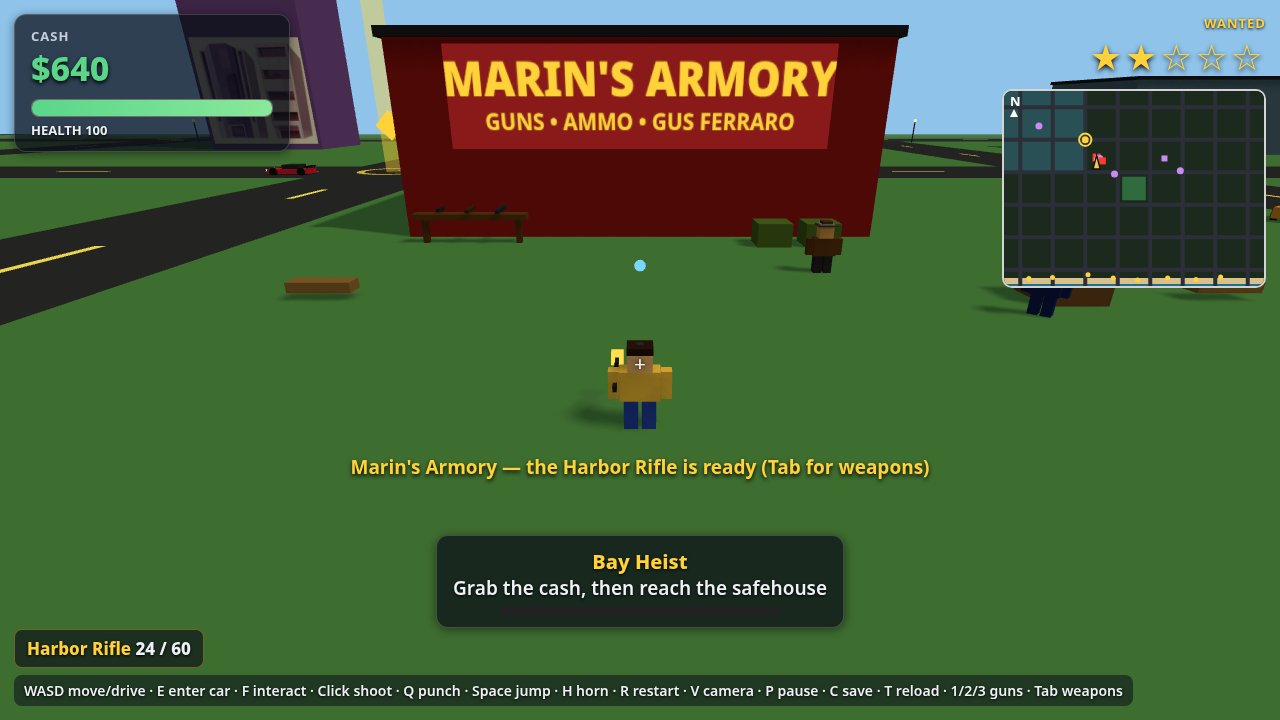 CASH
$640
HEALTH 100
MARIN'S ARMORY
GUNS • AMMO • GUS FERRARO
WANTED
★★☆☆☆
N
Marin's Armory — the Harbor Rifle is ready (Tab for weapons)
Bay Heist
Grab the cash, then reach the safehouse
Harbor Rifle 24 / 60
WASD move/drive · E enter car · F interact · Click shoot · Q punch · Space jump · H horn · R restart · V camera · P pause · C save · T reload · 1/2/3 guns · Tab weapons